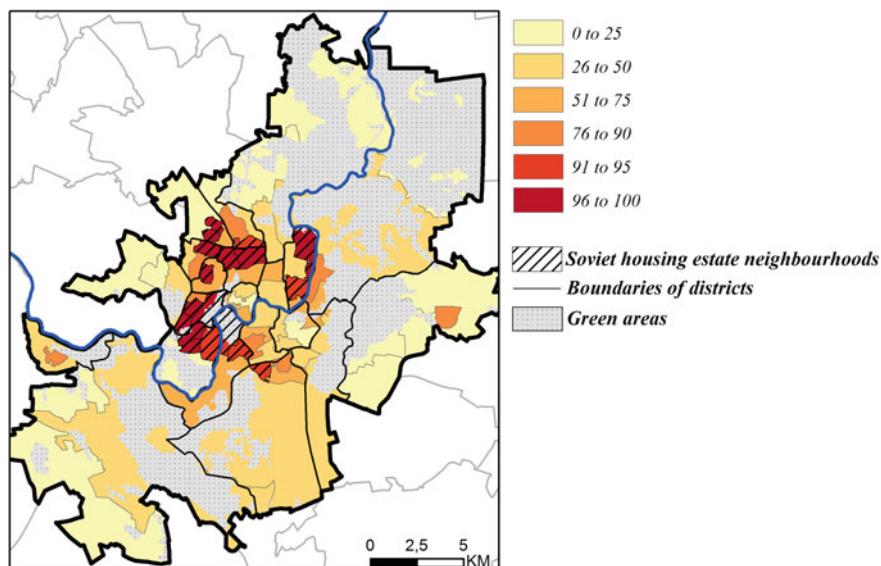 0 to 25
26 to 50
51 to 75
76 to 90
91 to 95
96 to 100
Soviet housing estate neighbourhoods
Boundaries of districts
Green areas
0 2,5 5
KM